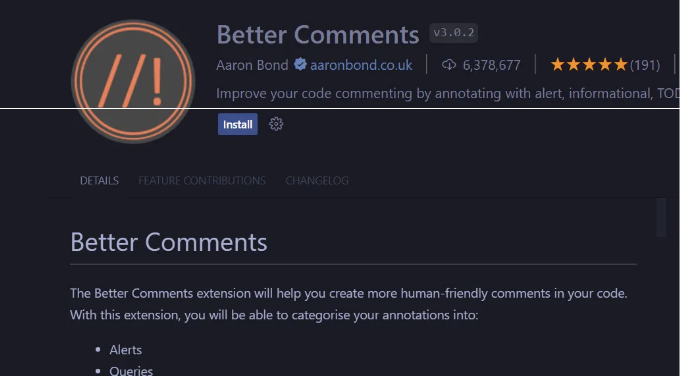 //!
Better Comments v3.0.2
Aaron Bond aaronbond.co.uk 6,378,677 (191)
Improve your code commenting by annotating with alert, informational,
Install
DETAILS FEATURE CONTRIBUTIONS CHANGELOG
Better Comments
The Better Comments extension will help you create more human-friendly comments in your code.
With this extension, you will be able to categorise your annotations into:
• Alerts
• Queries